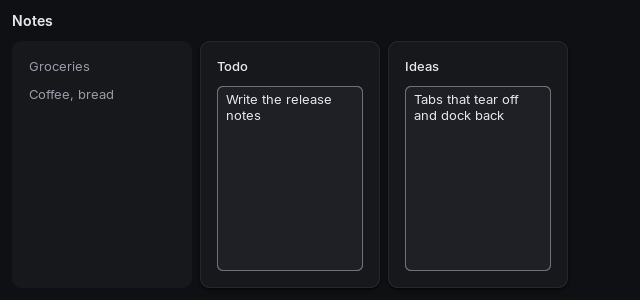 Notes
Groceries
Coffee, bread
Todo
Write the release
notes
Ideas
Tabs that tear off
and dock back